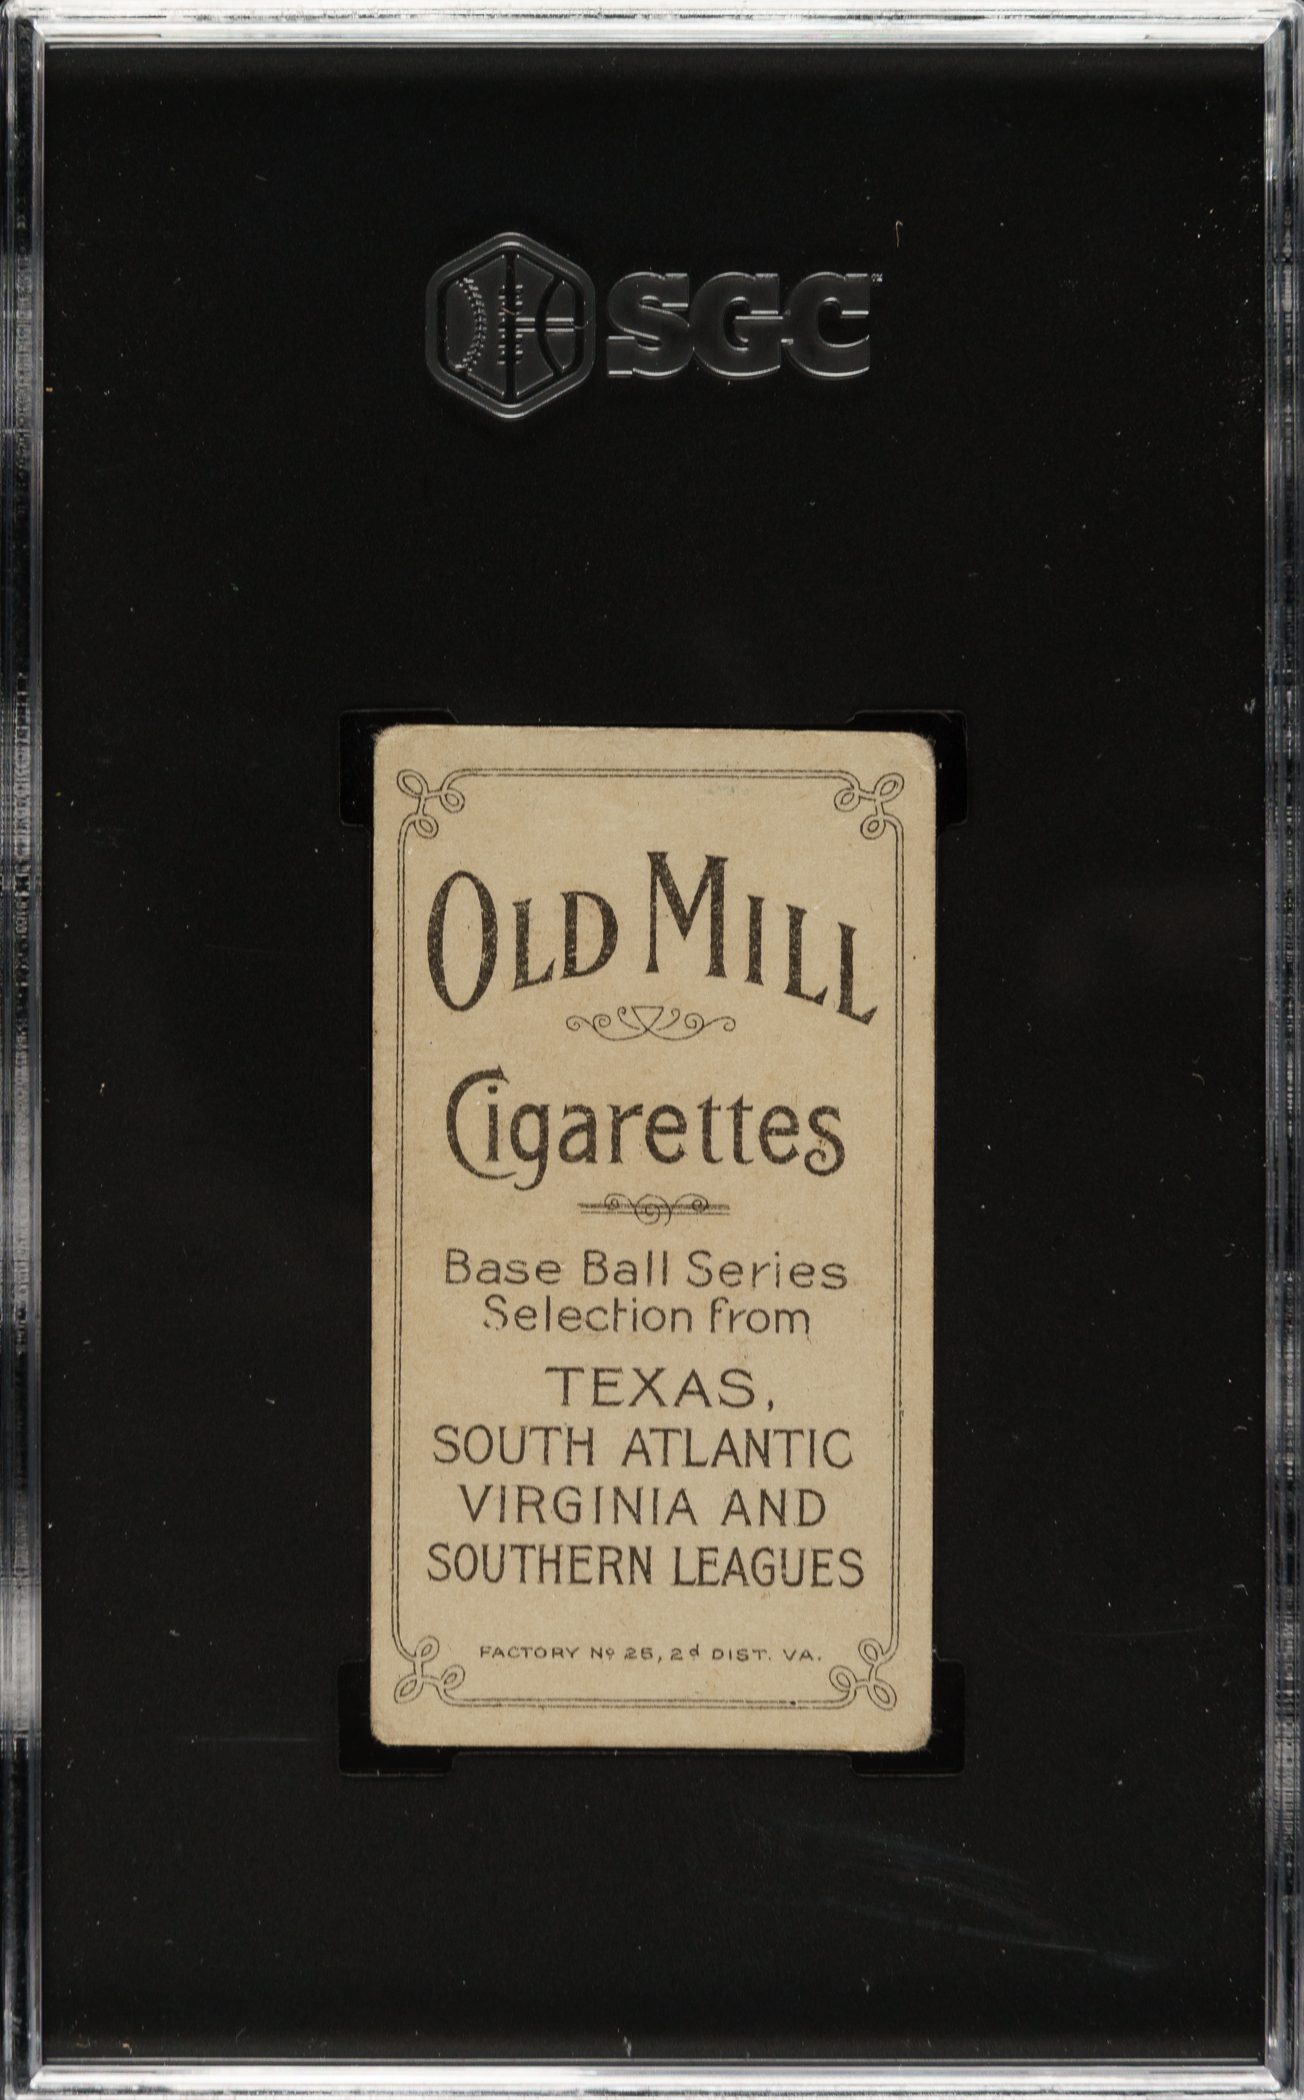 SGC
OLD MILL
Cigarettes
Base Ball Series
Selection from
TEXAS,
SOUTH ATLANTIC
VIRGINIA AND
SOUTHERN LEAGUES
FACTORY Nº 25, 2d DIST. VA.